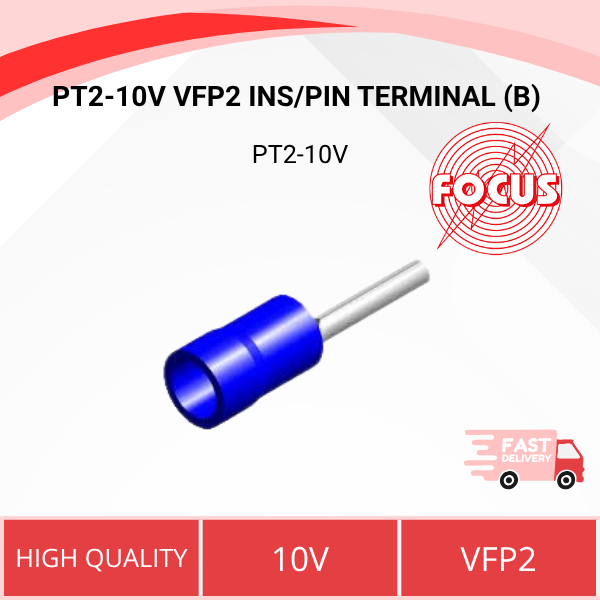 PT2-10V VFP2 INS/PIN TERMINAL (B)
PT2-10V
FOCUS
FAST
DELIVERY
HIGH QUALITY
10V
VFP2